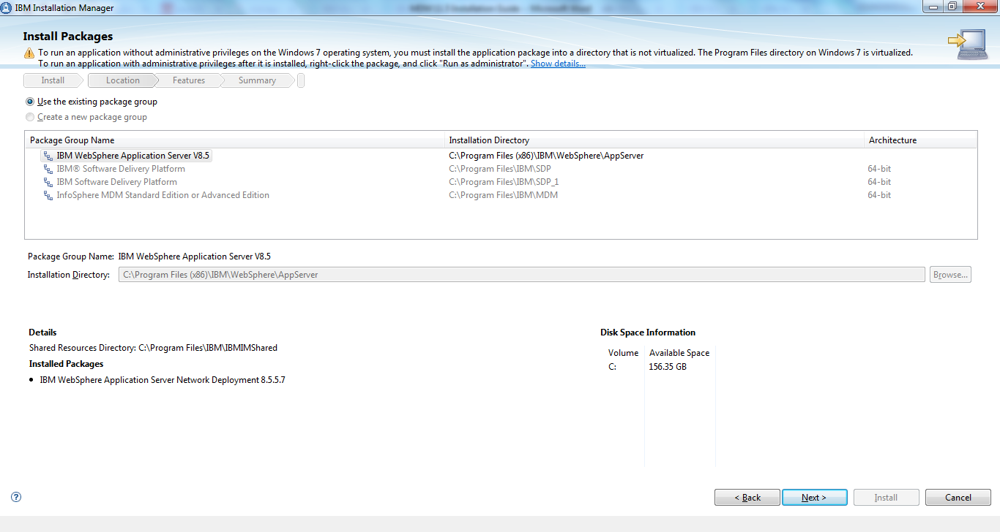 IBM Installation Manager
Install Packages
To run an application without administrative privileges on the Windows 7 operating system, you must install the application package into a directory that is not virtualized. The Program Files directory on Windows 7 is virtualized.
To run an application with administrative privileges after it is installed, right-click the package, and click "Run as administrator". Show details...
Install Location Features Summary
Use the existing package group
Create a new package group
Package Group Name Installation Directory Architecture
IBM WebSphere Application Server V8.5 C:\Program Files (x86)\IBM\WebSphere\AppServer
IBM® Software Delivery Platform C:\Program Files\IBM\SDP 64-bit
IBM Software Delivery Platform C:\Program Files\IBM\SDP_1 64-bit
InfoSphere MDM Standard Edition or Advanced Edition C:\Program Files\IBM\MDM 64-bit
Package Group Name: IBM WebSphere Application Server V8.5
Installation Directory: C:\Program Files (x86)\IBM\WebSphere\AppServer Browse...
Details Disk Space Information
Shared Resources Directory: C:\Program Files\IBM\IBMIMShared Volume Available Space
Installed Packages C: 156.35 GB
• IBM WebSphere Application Server Network Deployment 8.5.5.7
? < Back Next > Install Cancel